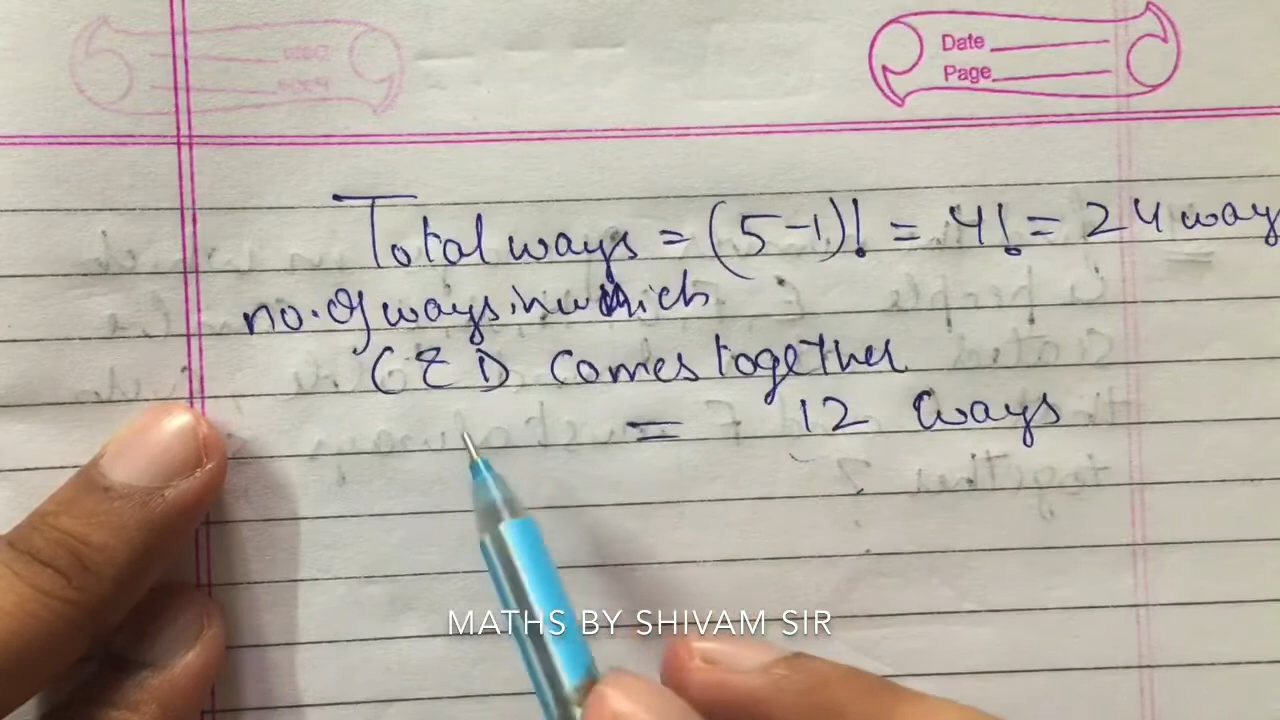 Date
Page
Total ways = (5-1)! = 4! = 24 way
no. of ways in which
C & D comes together
= 12 ways
MATHS BY SHIVAM SIR